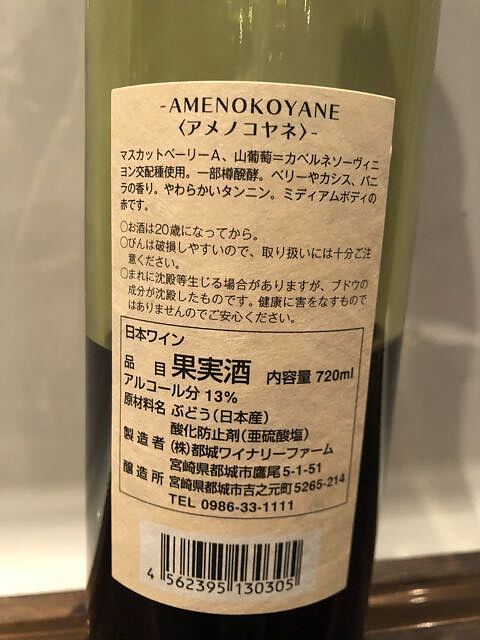 -AMENOKOYANE
〈アメノコヤネ〉-
マスカットベーリーA、山葡萄＝カベルネソーヴィニ
ヨン交配種使用。一部樽醗酵。ベリーやカシス、バニ
ラの香り。やわらかいタンニン。ミディアムボディの
赤です。
○お酒は20歳になってから。
○びんは破損しやすいので、取り扱いには十分ご注
意ください。
○まれに沈殿等生じる場合がありますが、ブドウの
成分が沈殿したものです。健康に害をなすもので
はありませんのでご安心ください。
日本ワイン
品目 果実酒 内容量 720ml
アルコール分 13%
原材料名 ぶどう（日本産）
酸化防止剤（亜硫酸塩）
製造者 （株）都城ワイナリーファーム
宮崎県都城市鷹尾5-1-51
醸造所 宮崎県都城市吉之元町5265-214
TEL 0986-33-1111
4 562395 130305